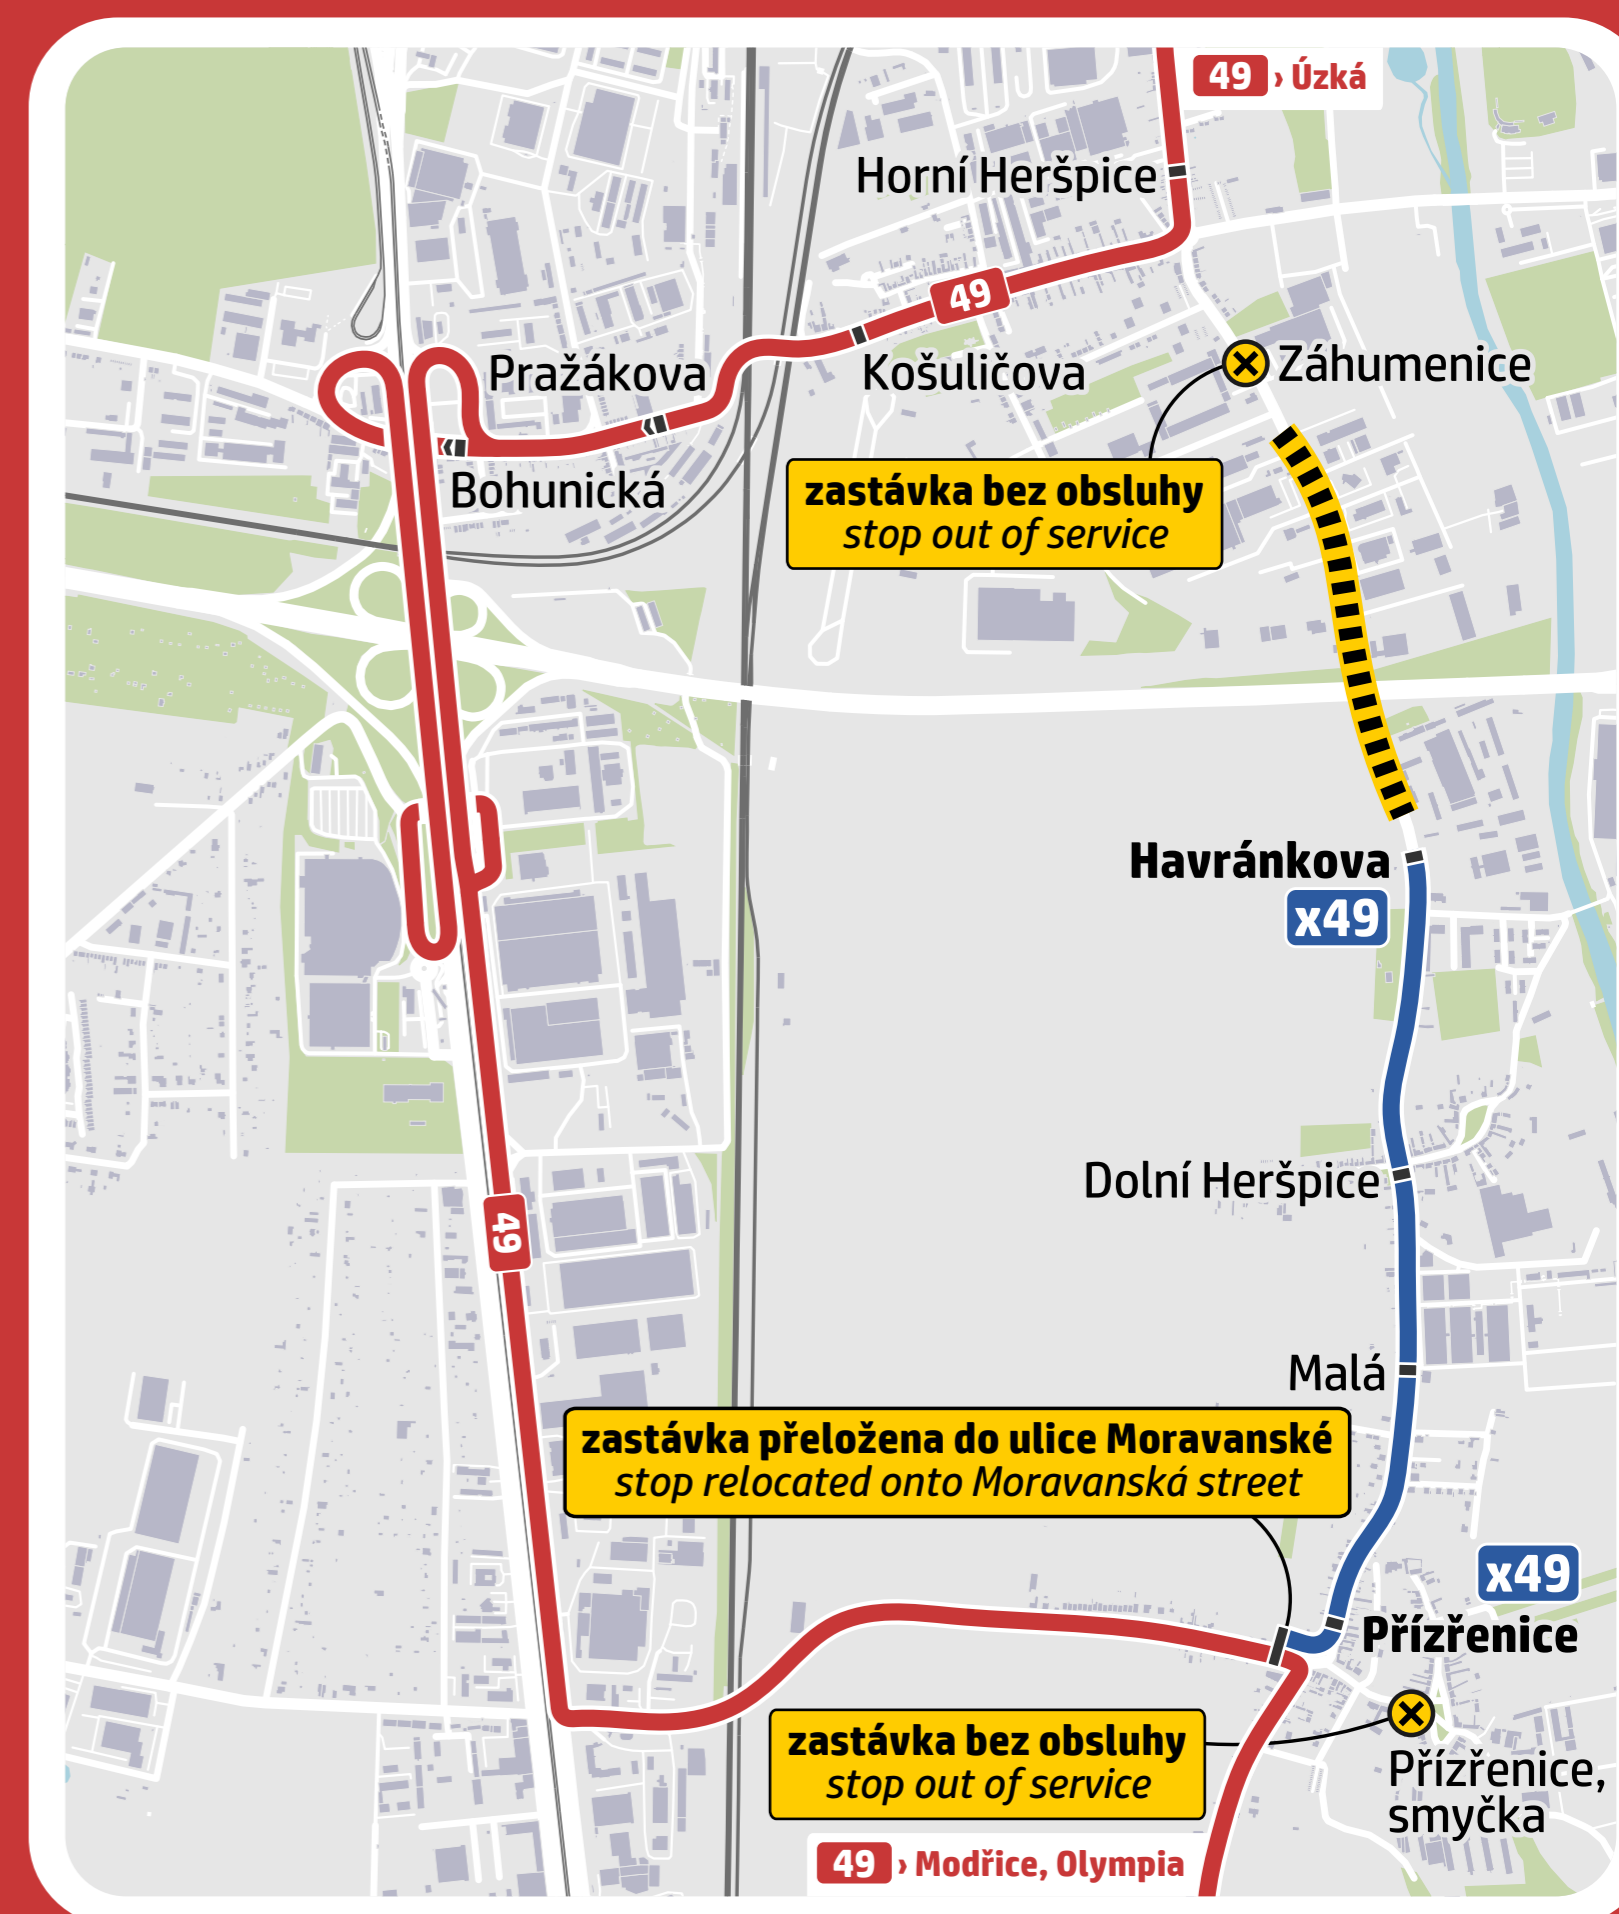 49 › Úzká
Horní Heršpice
49
Pražákova
Košuličova
Záhumenice
Bohunická
zastávka bez obsluhy
stop out of service
Havránkova
x49
Dolní Heršpice
49
Malá
zastávka přeložena do ulice Moravanské
stop relocated onto Moravanská street
x49
Přízřenice
zastávka bez obsluhy
stop out of service
Přízřenice,
smyčka
49 › Modřice, Olympia